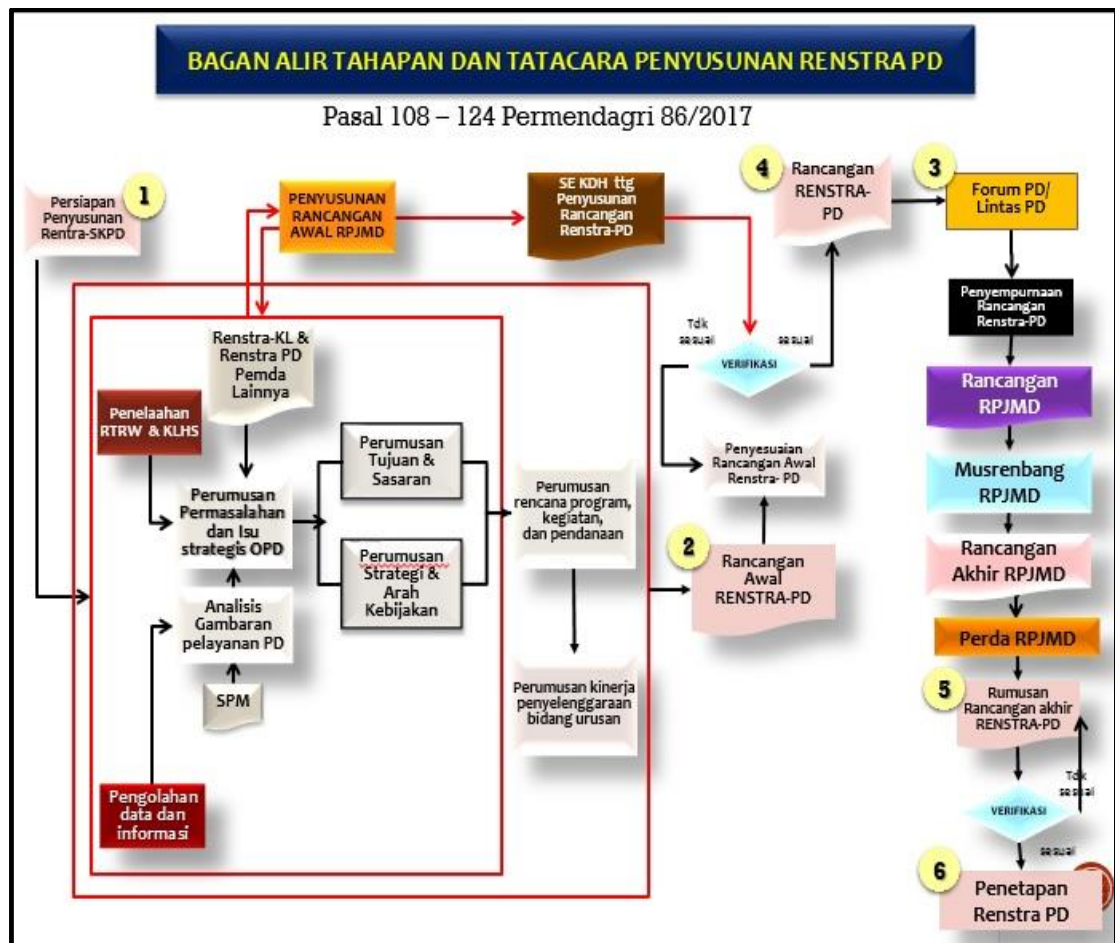 BAGAN ALIR TAHAPAN DAN TATACARA PENYUSUNAN RENSTRA PD
Pasal 108 – 124 Permendagri 86/2017
1
Persiapan
Penyusunan
Rentra-SKPD
PENYUSUNAN
RANCANGAN
AWAL RPJMD
SE KDH ttg
Penyusunan
Rancangan
Renstra-PD
4
Rancangan
RENSTRA-
PD
3
Forum PD/
Lintas PD
Penyempurnaan
Rancangan
Renstra-PD
Rancangan
RPJMD
Musrenbang
RPJMD
Rancangan
Akhir RPJMD
Perda RPJMD
5
Rumusan
Rancangan akhir
RENSTRA-PD
Tdk
sesuai
VERIFIKASI
sesuai
6
Penetapan
Renstra PD
Tdk
sesuai
sesuai
VERIFIKASI
Penyesuaian
Rancangan Awal
Renstra- PD
2
Rancangan
Awal
RENSTRA-PD
Renstra-KL &
Renstra PD
Pemda
Lainnya
Penelaahan
RTRW & KLHS
Perumusan
Permasalahan
dan Isu
strategis OPD
Analisis
Gambaran
pelayanan PD
SPM
Pengolahan
data dan
informasi
Perumusan
Tujuan &
Sasaran
Perumusan
Strategi &
Arah
Kebijakan
Perumusan
rencana program,
kegiatan,
dan pendanaan
Perumusan kinerja
penyelenggaraan
bidang urusan